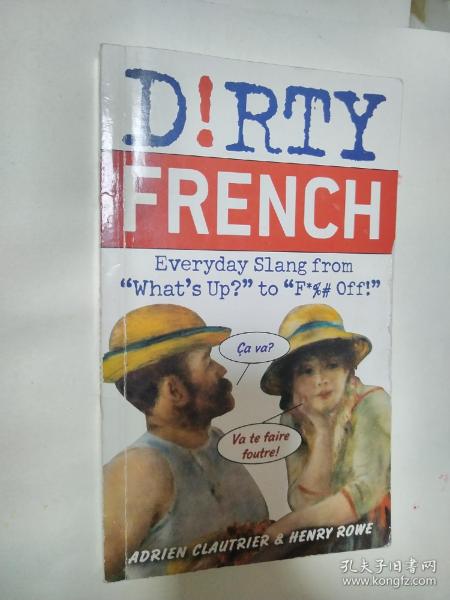 D!RTY
FRENCH
Everyday Slang from
“What’s Up?” to “F*%# Off!”
Ça va?
Va te faire
foutre!
ADRIEN CLAUTRIER & HENRY ROWE
孔夫子旧书网
www.kongfz.com